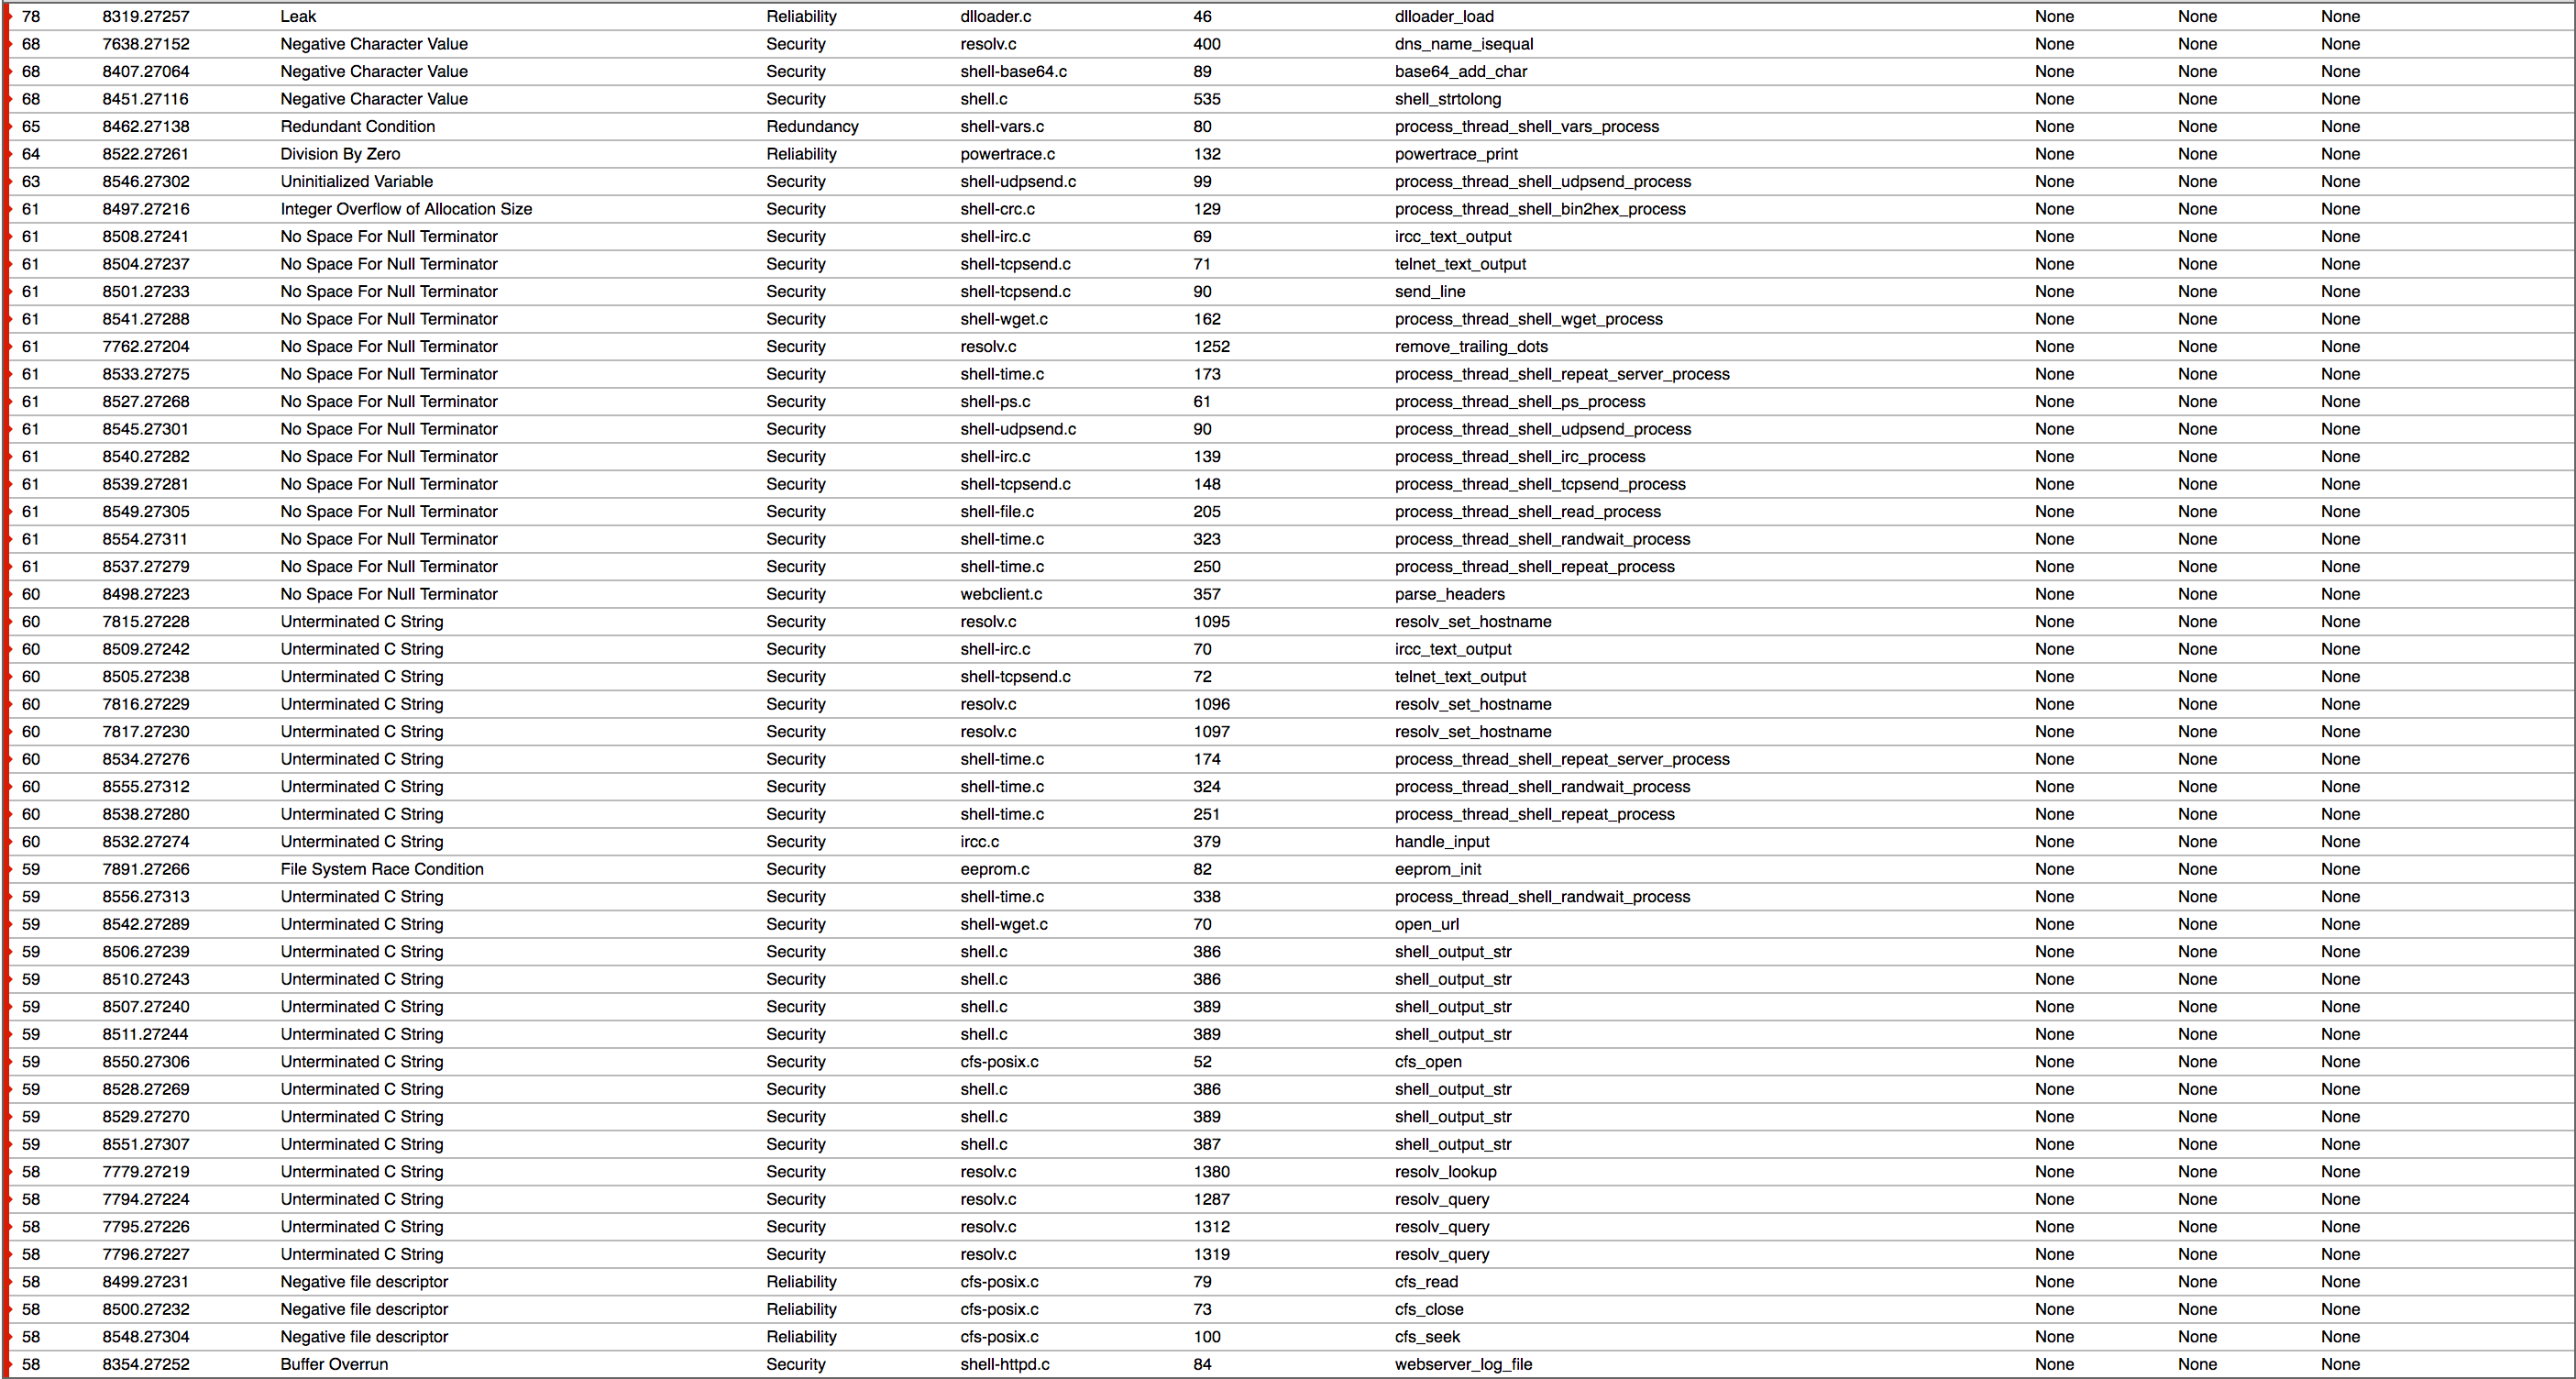 78 8319.27257 Leak Reliability dlloader.c 46 dlloader_load None None None
68 7638.27152 Negative Character Value Security resolv.c 400 dns_name_isequal None None None
68 8407.27064 Negative Character Value Security shell-base64.c 89 base64_add_char None None None
68 8451.27116 Negative Character Value Security shell.c 535 shell_strtolong None None None
65 8462.27138 Redundant Condition Redundancy shell-vars.c 80 process_thread_shell_vars_process None None None
64 8522.27261 Division By Zero Reliability powertrace.c 132 powertrace_print None None None
63 8546.27302 Uninitialized Variable Security shell-udpsend.c 99 process_thread_shell_udpsend_process None None None
61 8497.27216 Integer Overflow of Allocation Size Security shell-crc.c 129 process_thread_shell_bin2hex_process None None None
61 8508.27241 No Space For Null Terminator Security shell-irc.c 69 ircc_text_output None None None
61 8504.27237 No Space For Null Terminator Security shell-tcpsend.c 71 telnet_text_output None None None
61 8501.27233 No Space For Null Terminator Security shell-tcpsend.c 90 send_line None None None
61 8541.27288 No Space For Null Terminator Security shell-wget.c 162 process_thread_shell_wget_process None None None
61 7762.27204 No Space For Null Terminator Security resolv.c 1252 remove_trailing_dots None None None
61 8533.27275 No Space For Null Terminator Security shell-time.c 173 process_thread_shell_repeat_server_process None None None
61 8527.27268 No Space For Null Terminator Security shell-ps.c 61 process_thread_shell_ps_process None None None
61 8545.27301 No Space For Null Terminator Security shell-udpsend.c 90 process_thread_shell_udpsend_process None None None
61 8540.27282 No Space For Null Terminator Security shell-irc.c 139 process_thread_shell_irc_process None None None
61 8539.27281 No Space For Null Terminator Security shell-tcpsend.c 148 process_thread_shell_tcpsend_process None None None
61 8549.27305 No Space For Null Terminator Security shell-file.c 205 process_thread_shell_read_process None None None
61 8554.27311 No Space For Null Terminator Security shell-time.c 323 process_thread_shell_randwait_process None None None
61 8537.27279 No Space For Null Terminator Security shell-time.c 250 process_thread_shell_repeat_process None None None
60 8498.27223 No Space For Null Terminator Security webclient.c 357 parse_headers None None None
60 7815.27228 Unterminated C String Security resolv.c 1095 resolv_set_hostname None None None
60 8509.27242 Unterminated C String Security shell-irc.c 70 ircc_text_output None None None
60 8505.27238 Unterminated C String Security shell-tcpsend.c 72 telnet_text_output None None None
60 7816.27229 Unterminated C String Security resolv.c 1096 resolv_set_hostname None None None
60 7817.27230 Unterminated C String Security resolv.c 1097 resolv_set_hostname None None None
60 8534.27276 Unterminated C String Security shell-time.c 174 process_thread_shell_repeat_server_process None None None
60 8555.27312 Unterminated C String Security shell-time.c 324 process_thread_shell_randwait_process None None None
60 8538.27280 Unterminated C String Security shell-time.c 251 process_thread_shell_repeat_process None None None
60 8532.27274 Unterminated C String Security ircc.c 379 handle_input None None None
59 7891.27266 File System Race Condition Security eeprom.c 82 eeprom_init None None None
59 8556.27313 Unterminated C String Security shell-time.c 338 process_thread_shell_randwait_process None None None
59 8542.27289 Unterminated C String Security shell-wget.c 70 open_url None None None
59 8506.27239 Unterminated C String Security shell.c 386 shell_output_str None None None
59 8510.27243 Unterminated C String Security shell.c 386 shell_output_str None None None
59 8507.27240 Unterminated C String Security shell.c 389 shell_output_str None None None
59 8511.27244 Unterminated C String Security shell.c 389 shell_output_str None None None
59 8550.27306 Unterminated C String Security cfs-posix.c 52 cfs_open None None None
59 8528.27269 Unterminated C String Security shell.c 386 shell_output_str None None None
59 8529.27270 Unterminated C String Security shell.c 389 shell_output_str None None None
59 8551.27307 Unterminated C String Security shell.c 387 shell_output_str None None None
58 7779.27219 Unterminated C String Security resolv.c 1380 resolv_lookup None None None
58 7794.27224 Unterminated C String Security resolv.c 1287 resolv_query None None None
58 7795.27226 Unterminated C String Security resolv.c 1312 resolv_query None None None
58 7796.27227 Unterminated C String Security resolv.c 1319 resolv_query None None None
58 8499.27231 Negative file descriptor Reliability cfs-posix.c 79 cfs_read None None None
58 8500.27232 Negative file descriptor Reliability cfs-posix.c 73 cfs_close None None None
58 8548.27304 Negative file descriptor Reliability cfs-posix.c 100 cfs_seek None None None
58 8354.27252 Buffer Overrun Security shell-httpd.c 84 webserver_log_file None None None